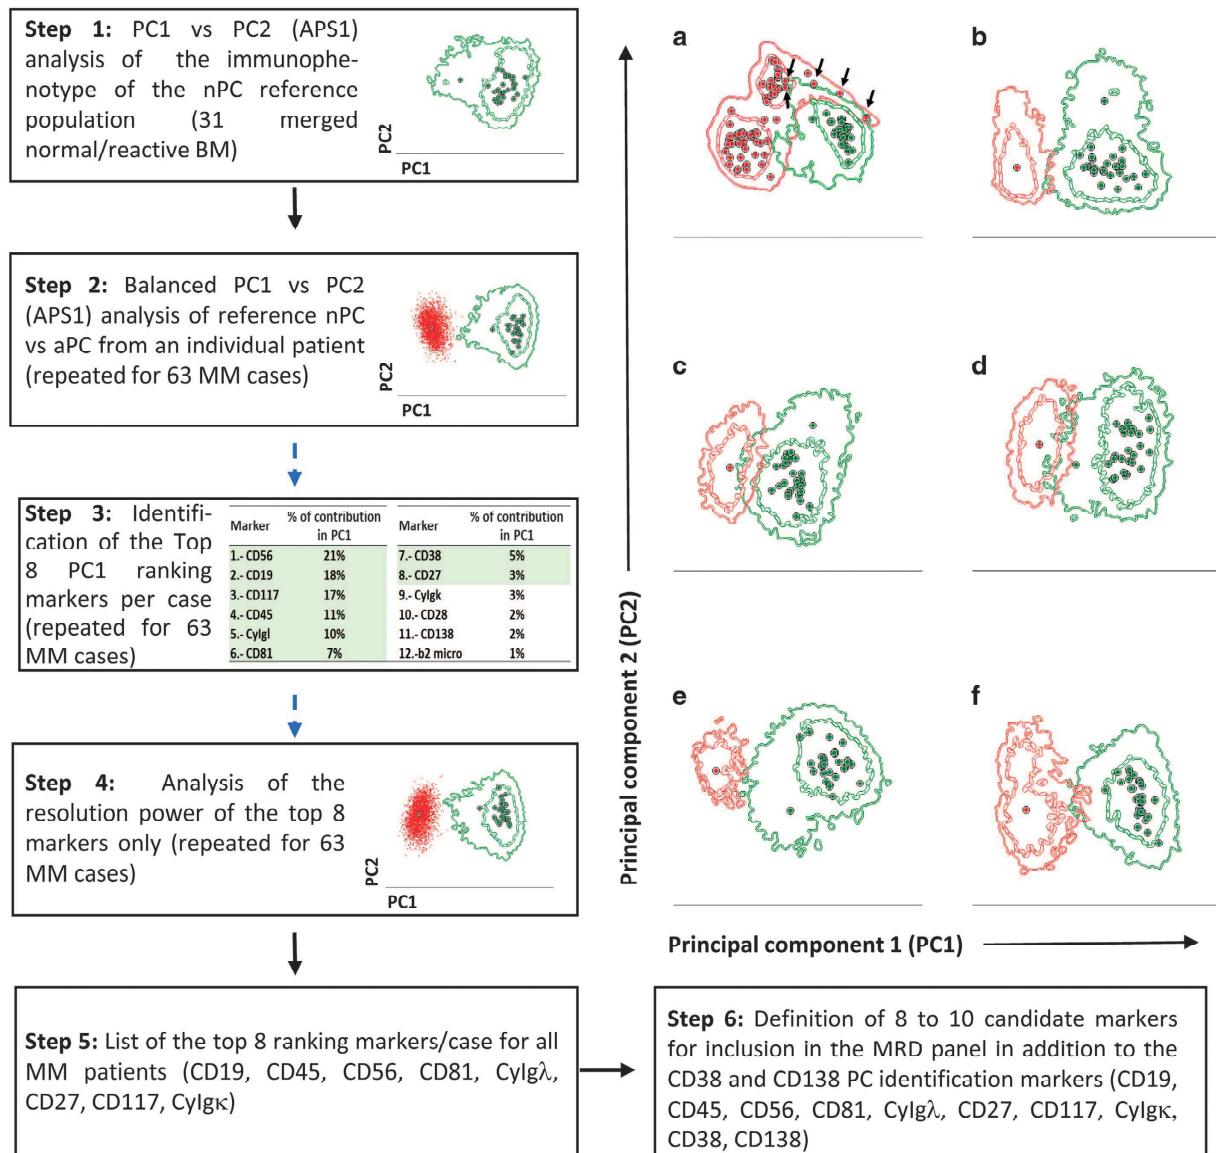 Step 1: PC1 vs PC2 (APS1)
analysis of the immunophe-
notype of the nPC reference
population (31 merged
normal/reactive BM)
PC2
PC1
Step 2: Balanced PC1 vs PC2
(APS1) analysis of reference nPC
vs aPC from an individual patient
(repeated for 63 MM cases)
PC2
PC1
Step 3: Identifi-
cation of the Top
8 PC1 ranking
markers per case
(repeated for 63
MM cases)
Marker % of contribution in PC1
1.- CD56 21%
2.- CD19 18%
3.- CD117 17%
4.- CD45 11%
5.- CyIgl 10%
6.- CD81 7%
Marker % of contribution in PC1
7.- CD38 5%
8.- CD27 3%
9.- CyIgk 3%
10.- CD28 2%
11.- CD138 2%
12.-b2 micro 1%
Step 4: Analysis of the
resolution power of the top 8
markers only (repeated for 63
MM cases)
PC2
PC1
Step 5: List of the top 8 ranking markers/case for all
MM patients (CD19, CD45, CD56, CD81, CyIgλ,
CD27, CD117, CyIgκ)
a
b
c
d
e
f
Principal component 2 (PC2)
Principal component 1 (PC1)
Step 6: Definition of 8 to 10 candidate markers
for inclusion in the MRD panel in addition to the
CD38 and CD138 PC identification markers (CD19,
CD45, CD56, CD81, CyIgλ, CD27, CD117, CyIgκ,
CD38, CD138)